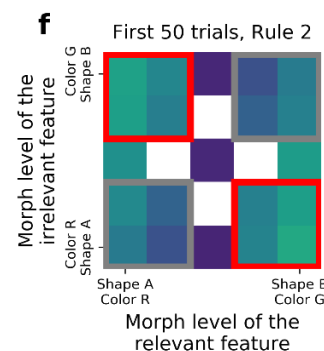 f
First 50 trials, Rule 2
Morph level of the
irrelevant feature
Color G
Shape B
Color R
Shape A
Shape A
Color R
Shape B
Color G
Morph level of the
relevant feature